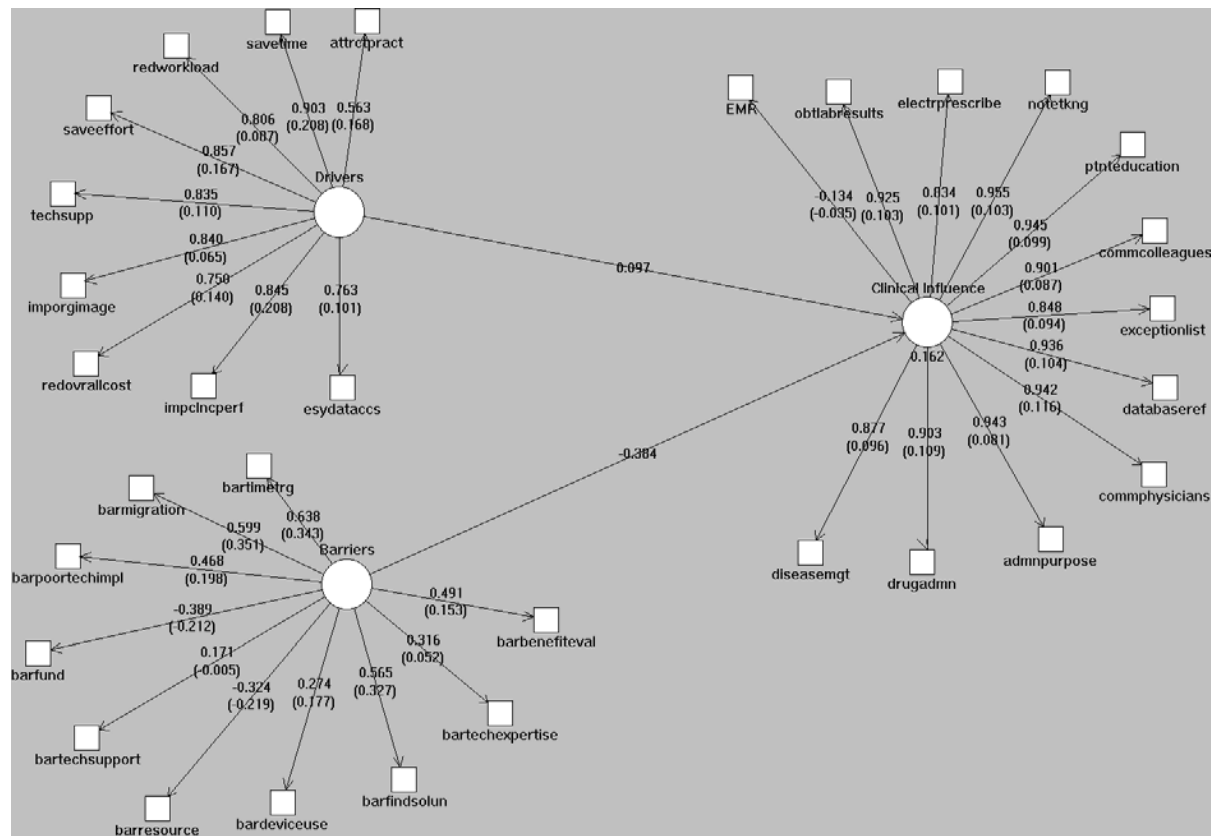 savetime
attrctpract
redworkload
0.903
(0.208)
0.563
(0.168)
0.806
(0.087)
saveeffort
0.857
(0.167)
Drivers
techsupp
0.835
(0.110)
imporgimage
0.840
(0.065)
redovrallcost
0.750
(0.140)
impclncperf
0.845
(0.208)
esydataccs
0.763
(0.101)
0.097
EMR
obtlabresults
electrprescribe
notetkng
-0.134
(-0.035)
0.925
(0.103)
0.834
(0.101)
0.955
(0.103)
ptnteducation
0.945
(0.099)
commcolleagues
0.901
(0.087)
Clinical Influence
0.162
exceptionlist
0.848
(0.094)
databaseref
0.936
(0.104)
commphysicians
0.942
(0.116)
admnpurpose
0.943
(0.081)
drugadmn
0.903
(0.109)
diseasemgt
0.877
(0.096)
-0.384
bartimetrg
0.638
(0.343)
barmigration
0.599
(0.351)
Barriers
barpoortechimpl
0.468
(0.198)
barfund
-0.389
(-0.212)
bartechsupport
0.171
(-0.005)
barresource
-0.324
(-0.219)
bardeviceuse
0.274
(0.177)
barfindsolun
0.565
(0.327)
bartechexpertise
0.316
(0.052)
barbenefiteval
0.491
(0.153)